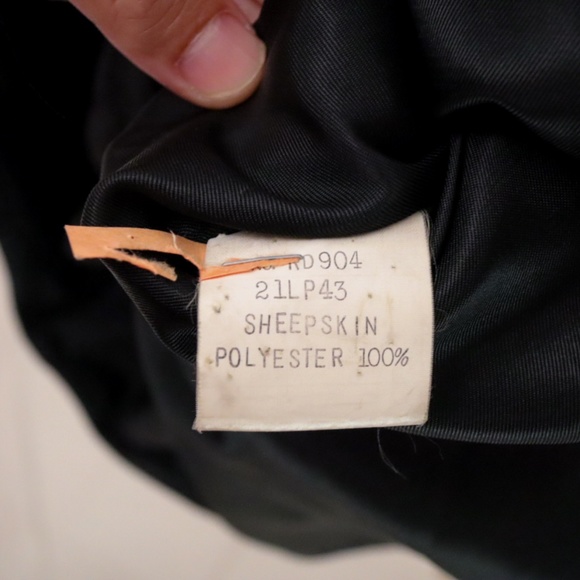 RD904
21LP43
SHEEPSKIN
POLYESTER 100%